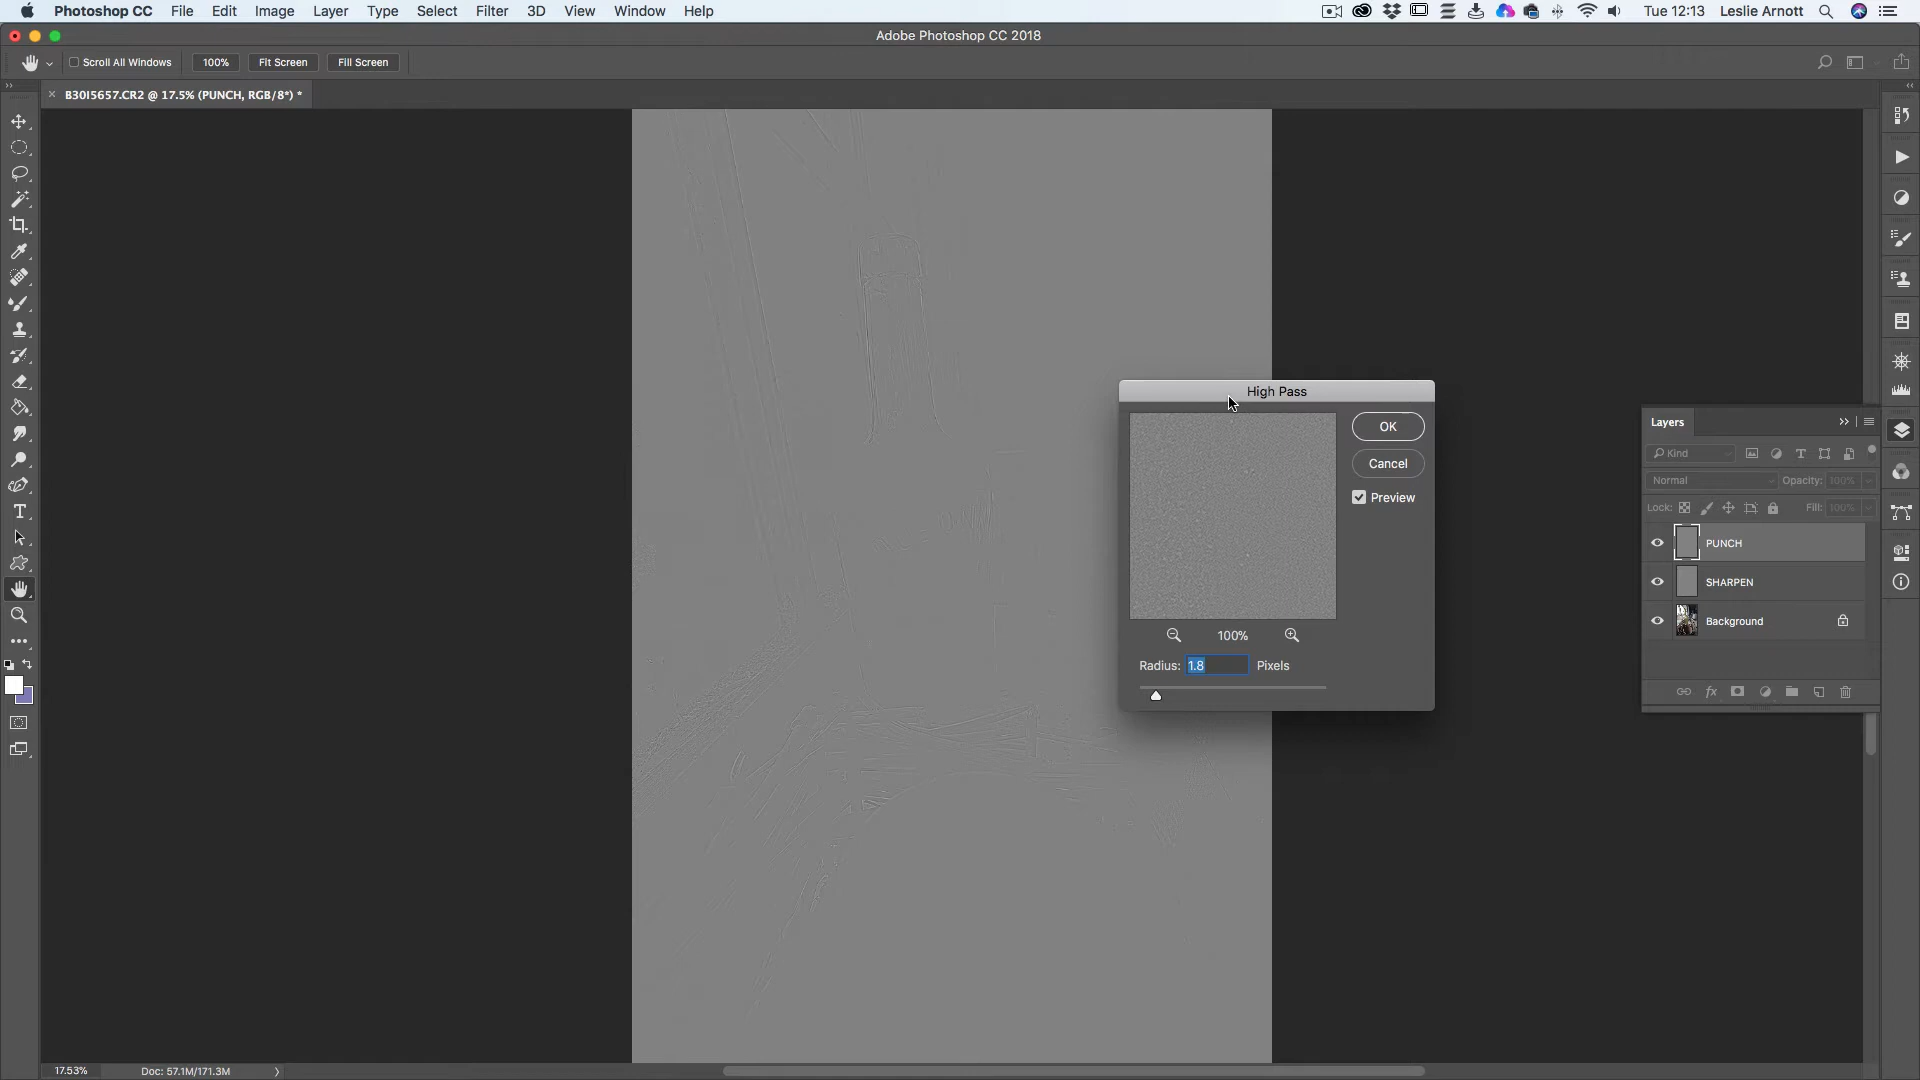 Photoshop CC File Edit Image Layer Type Select Filter 3D View Window Help Tue 12:13 Leslie Arnott
Adobe Photoshop CC 2018
Scroll All Windows 100% Fit Screen Fill Screen
B30I5657.CR2 @ 17.5% (PUNCH, RGB/8*) *
High Pass
OK
Cancel
Preview
100%
Radius: 1.8 Pixels
Layers
Kind
Normal Opacity: 100%
Lock: Fill: 100%
PUNCH
SHARPEN
Background
17.53% Doc: 57.1M/171.3M